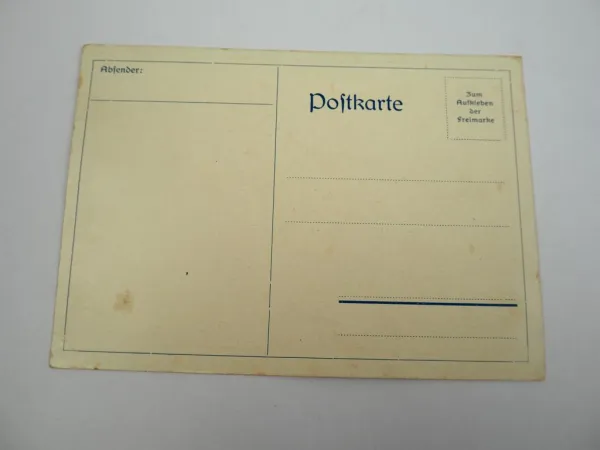 Abſender:
Poſtkarte
Zum
Aufkleben
der
Freimarke